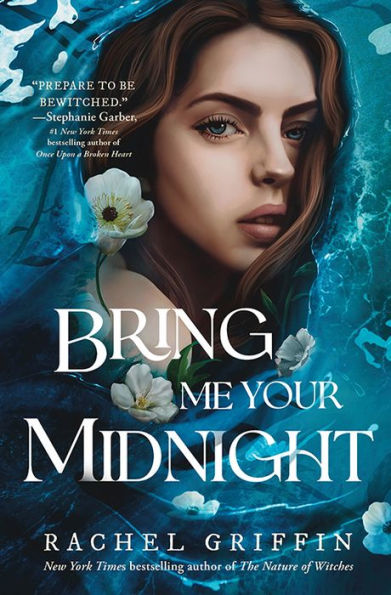 “PREPARE TO BE
BEWITCHED.”
—Stephanie Garber,
#1 New York Times
bestselling author of
Once Upon a Broken Heart
BRING
ME YOUR
MIDNIGHT
RACHEL GRIFFIN
New York Times bestselling author of The Nature of Witches